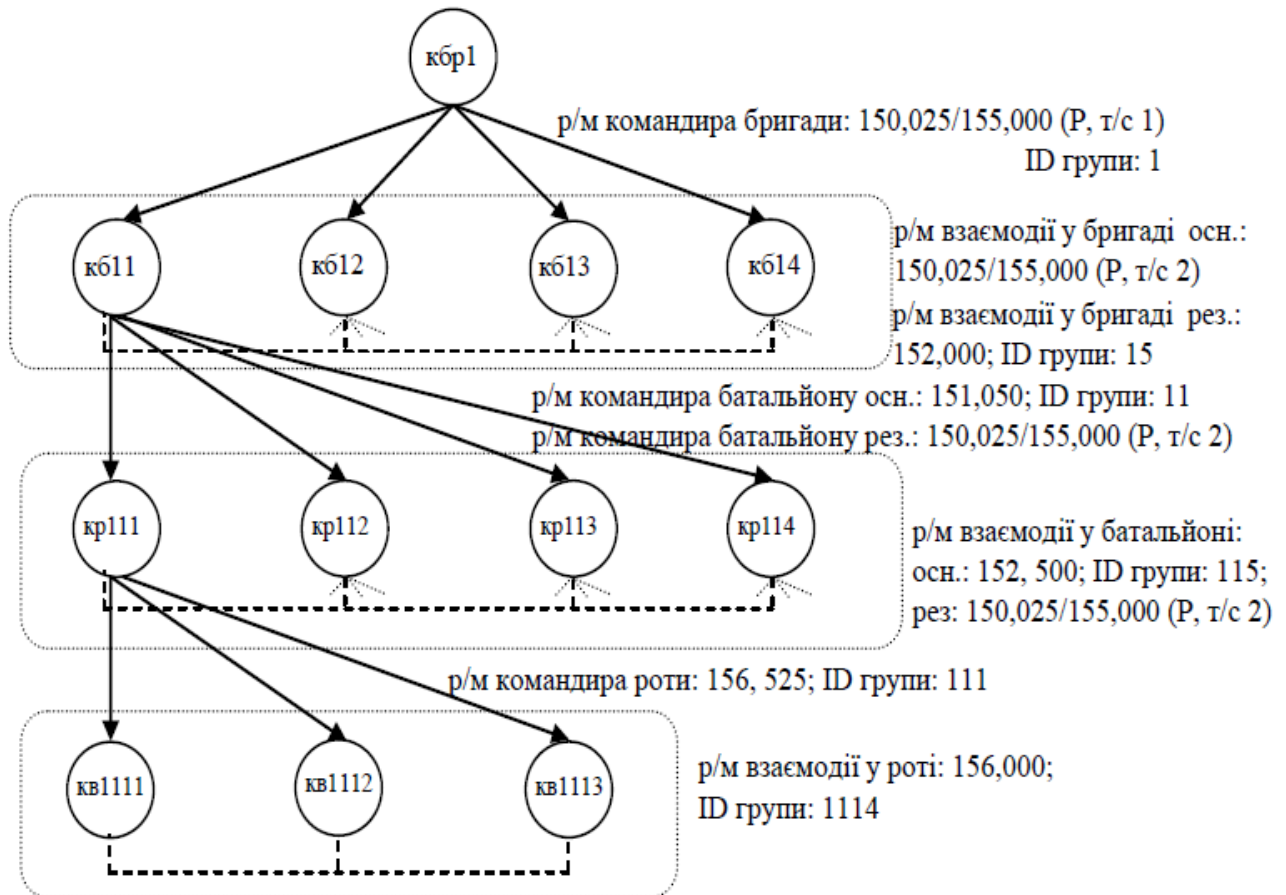 кбр1
р/м командира бригади: 150,025/155,000 (Р, т/с 1)
ID групи: 1
кб11
кб12
кб13
кб14
р/м взаємодії у бригаді осн.:
150,025/155,000 (Р, т/с 2)
р/м взаємодії у бригаді рез.:
152,000; ID групи: 15
р/м командира батальйону осн.: 151,050; ID групи: 11
р/м командира батальйону рез.: 150,025/155,000 (Р, т/с 2)
кр111
кр112
кр113
кр114
р/м взаємодії у батальйоні:
осн.: 152, 500; ID групи: 115;
рез: 150,025/155,000 (Р, т/с 2)
р/м командира роти: 156, 525; ID групи: 111
кв1111
кв1112
кв1113
р/м взаємодії у роті: 156,000;
ID групи: 1114